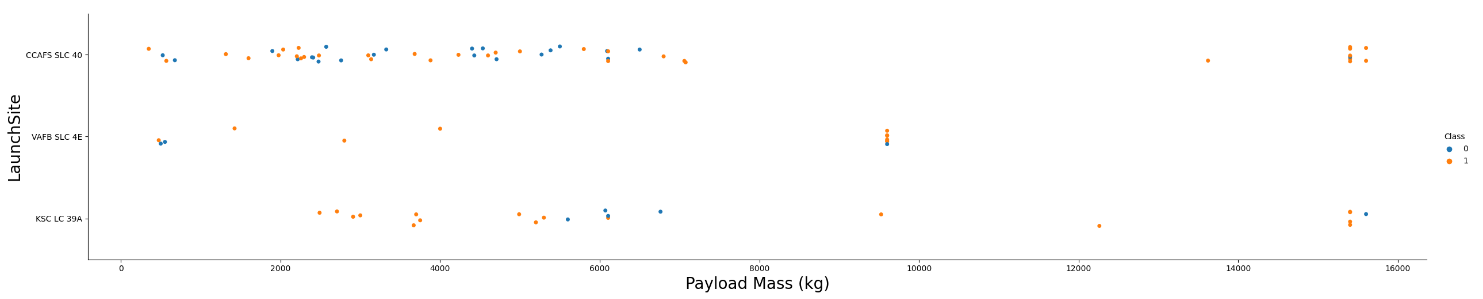 LaunchSite
CCAFS SLC 40
VAFB SLC 4E
KSC LC 39A
0 2000 4000 6000 8000 10000 12000 14000 16000
Payload Mass (kg)
Class
0
1